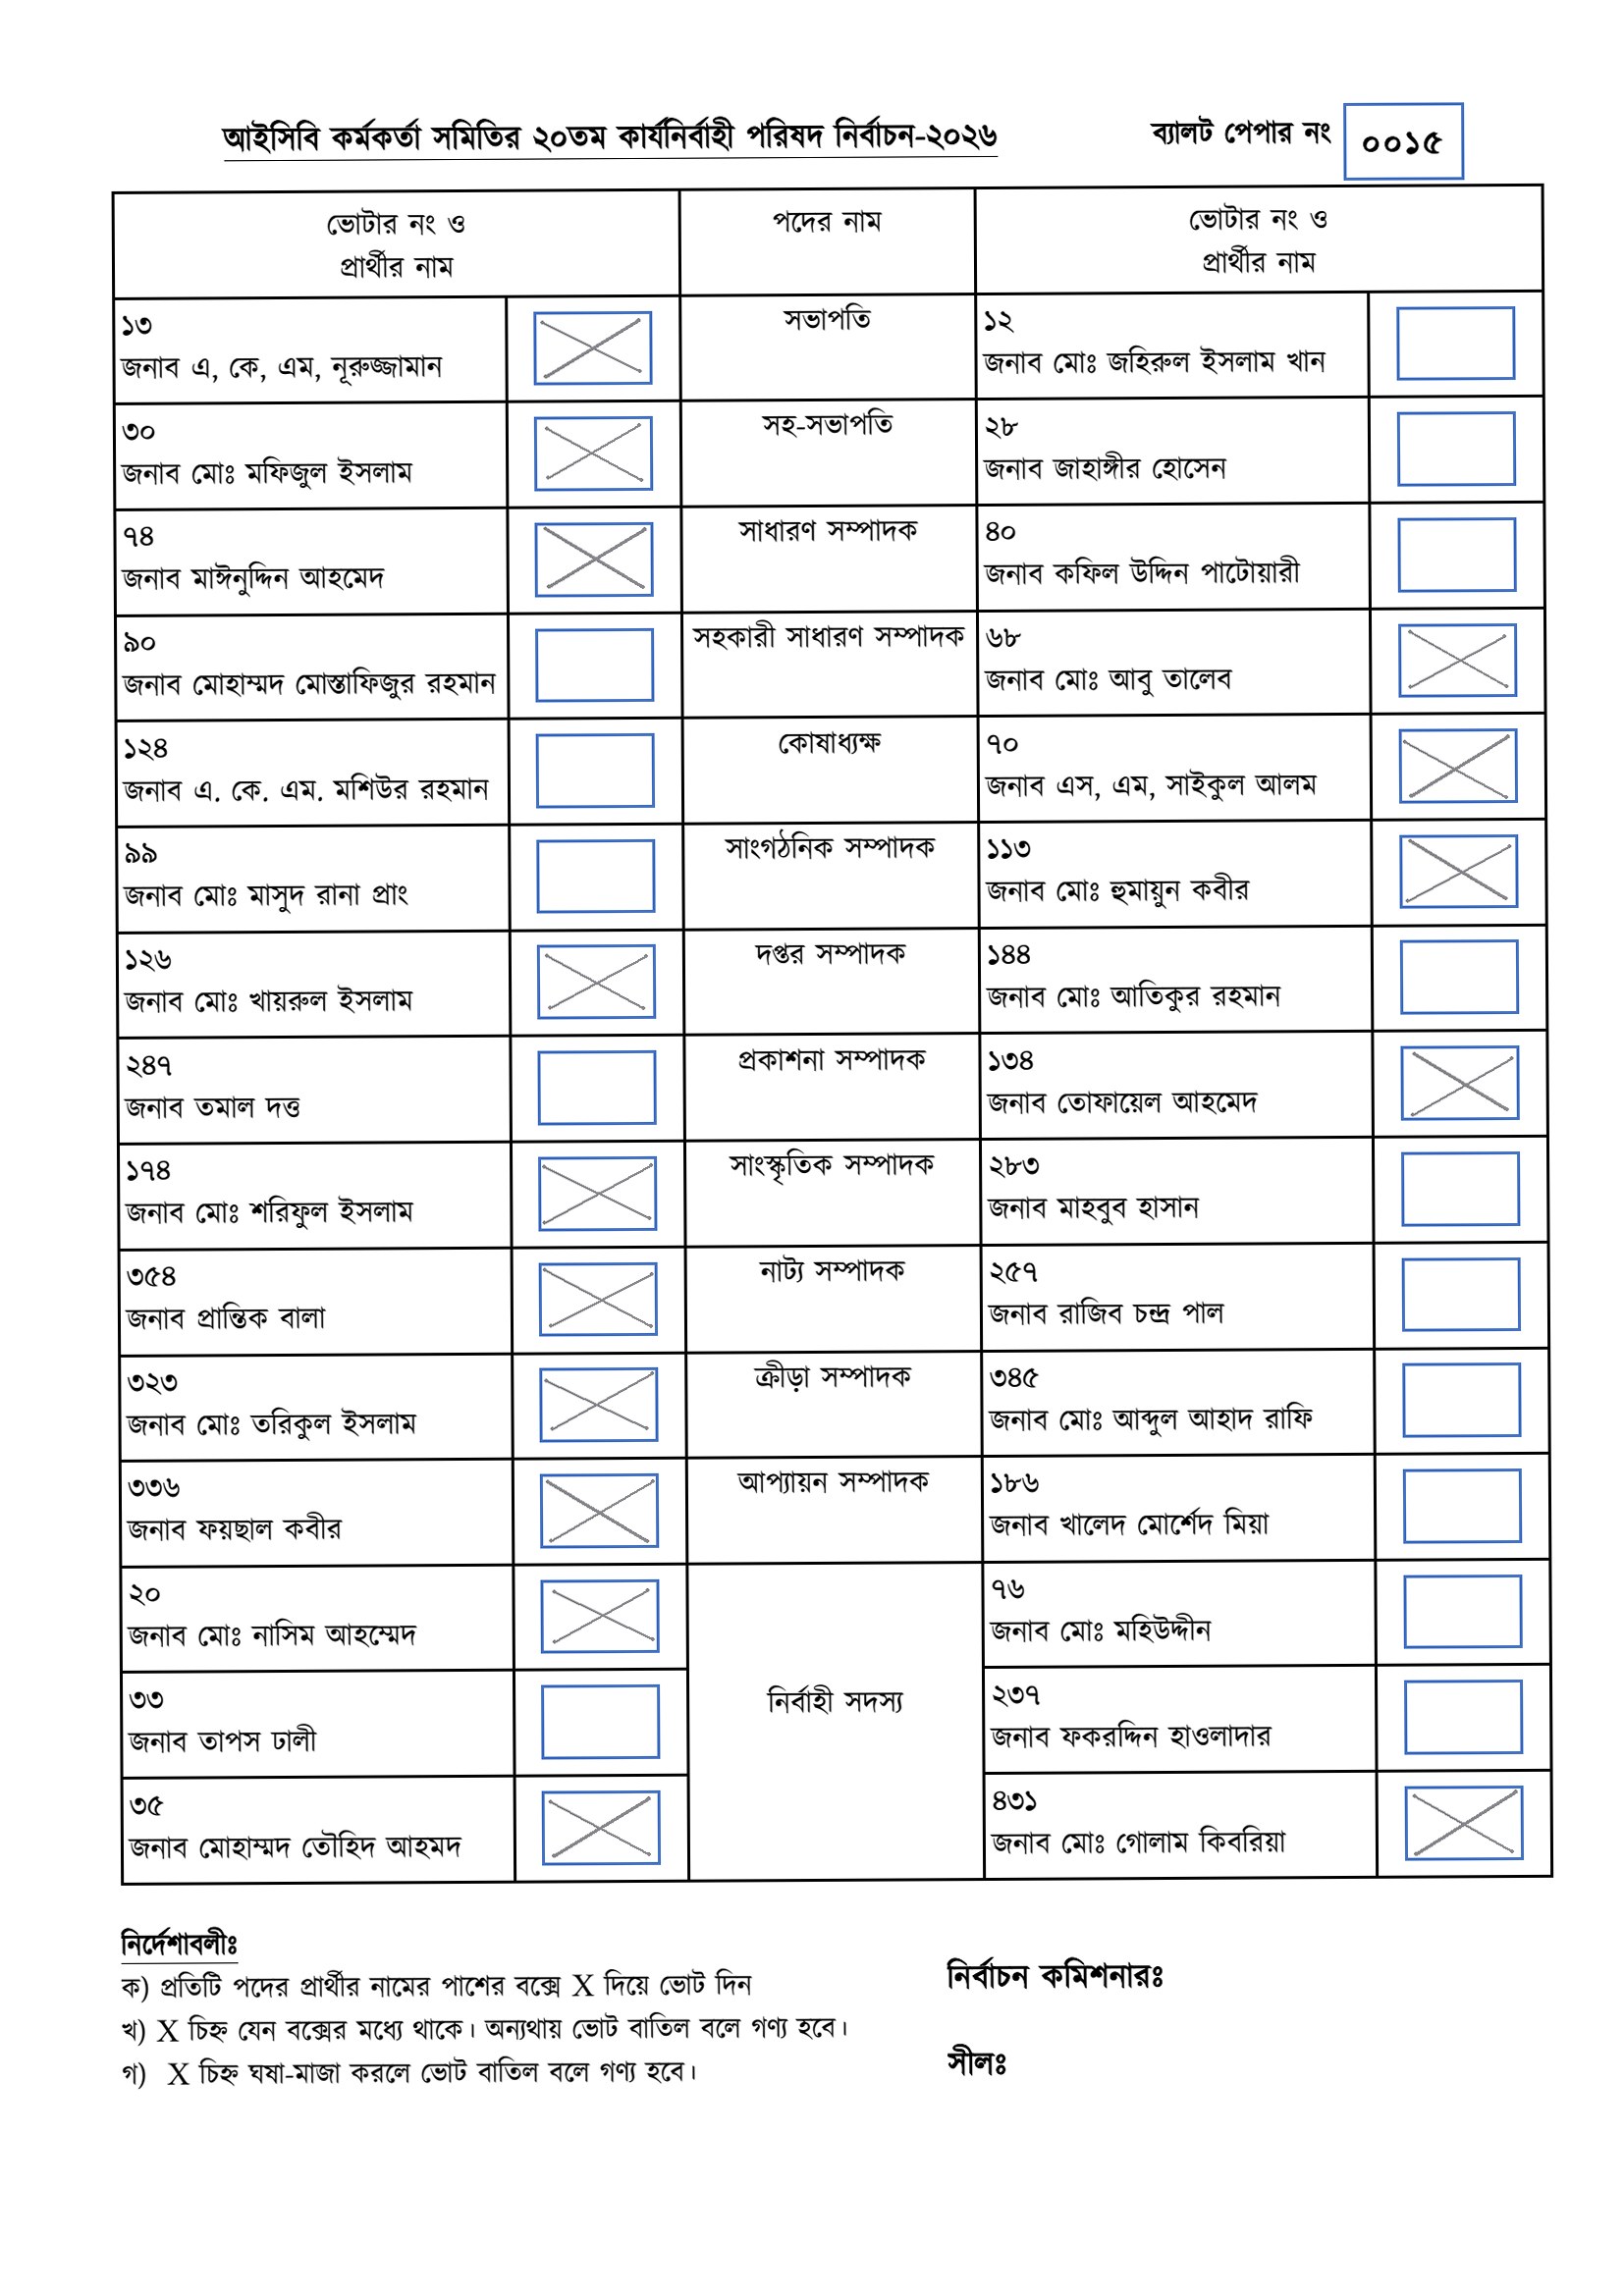 আইসিবি কর্মকর্তা সমিতির ২০তম কার্যনির্বাহী পরিষদ নির্বাচন-২০২৬
ব্যালট পেপার নং ০০১৫
ভোটার নং ও
প্রার্থীর নাম
পদের নাম
ভোটার নং ও
প্রার্থীর নাম
১৩
জনাব এ, কে, এম, নূরুজ্জামান
সভাপতি
১২
জনাব মোঃ জহিরুল ইসলাম খান
৩০
জনাব মোঃ মফিজুল ইসলাম
সহ-সভাপতি
২৮
জনাব জাহাঙ্গীর হোসেন
৭৪
জনাব মাঈনুদ্দিন আহমেদ
সাধারণ সম্পাদক
৪০
জনাব কফিল উদ্দিন পাটোয়ারী
৯০
জনাব মোহাম্মদ মোস্তাফিজুর রহমান
সহকারী সাধারণ সম্পাদক
৬৮
জনাব মোঃ আবু তালেব
১২৪
জনাব এ. কে. এম. মশিউর রহমান
কোষাধ্যক্ষ
৭০
জনাব এস, এম, সাইকুল আলম
৯৯
জনাব মোঃ মাসুদ রানা প্রাং
সাংগঠনিক সম্পাদক
১১৩
জনাব মোঃ হুমায়ুন কবীর
১২৬
জনাব মোঃ খায়রুল ইসলাম
দপ্তর সম্পাদক
১৪৪
জনাব মোঃ আতিকুর রহমান
২৪৭
জনাব তমাল দত্ত
প্রকাশনা সম্পাদক
১৩৪
জনাব তোফায়েল আহমেদ
১৭৪
জনাব মোঃ শরিফুল ইসলাম
সাংস্কৃতিক সম্পাদক
২৮৩
জনাব মাহবুব হাসান
৩৫৪
জনাব প্রান্তিক বালা
নাট্য সম্পাদক
২৫৭
জনাব রাজিব চন্দ্র পাল
৩২৩
জনাব মোঃ তরিকুল ইসলাম
ক্রীড়া সম্পাদক
৩৪৫
জনাব মোঃ আব্দুল আহাদ রাফি
৩৩৬
জনাব ফয়ছাল কবীর
আপ্যায়ন সম্পাদক
১৮৬
জনাব খালেদ মোর্শেদ মিয়া
২০
জনাব মোঃ নাসিম আহম্মেদ
৭৬
জনাব মোঃ মহিউদ্দীন
৩৩
জনাব তাপস ঢালী
নির্বাহী সদস্য
২৩৭
জনাব ফকরদ্দিন হাওলাদার
৩৫
জনাব মোহাম্মদ তৌহিদ আহমদ
৪৩১
জনাব মোঃ গোলাম কিবরিয়া
নির্দেশাবলীঃ
ক) প্রতিটি পদের প্রার্থীর নামের পাশের বক্সে X দিয়ে ভোট দিন
খ) X চিহ্ন যেন বক্সের মধ্যে থাকে। অন্যথায় ভোট বাতিল বলে গণ্য হবে।
গ) X চিহ্ন ঘষা-মাজা করলে ভোট বাতিল বলে গণ্য হবে।
নির্বাচন কমিশনারঃ
সীলঃ